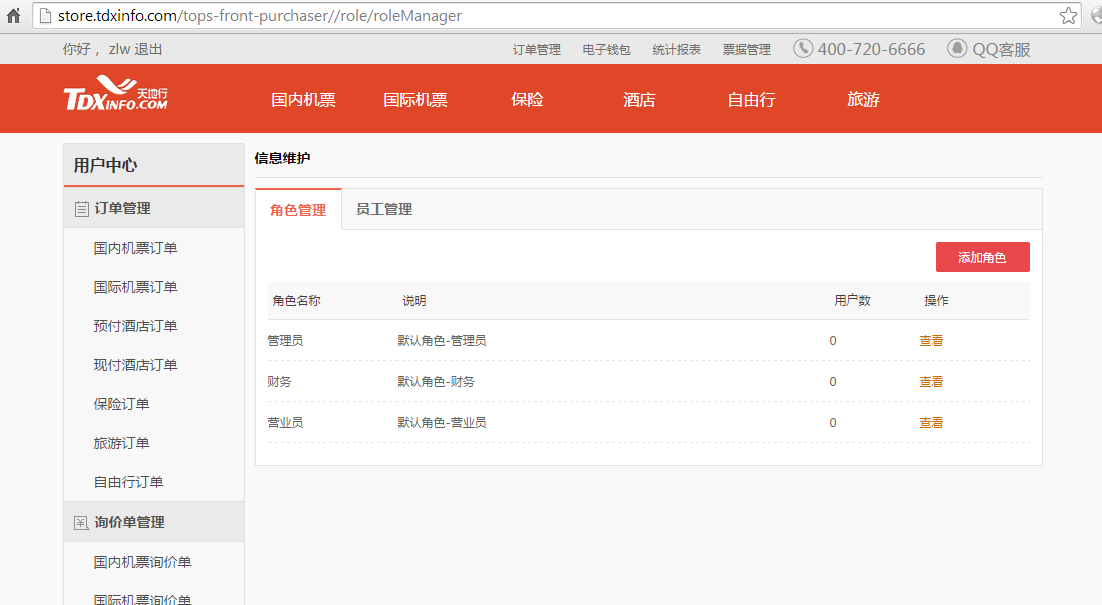 store.tdxinfo.com/tops-front-purchaser//role/roleManager
你好， zlw 退出
订单管理 电子钱包 统计报表 票据管理 400-720-6666 QQ客服
TDXINFO.COM 天地行
国内机票 国际机票 保险 酒店 自由行 旅游
用户中心
订单管理
国内机票订单
国际机票订单
预付酒店订单
现付酒店订单
保险订单
旅游订单
自由行订单
询价单管理
国内机票询价单
国际机票询价单
信息维护
角色管理 员工管理
添加角色
角色名称 说明 用户数 操作
管理员 默认角色-管理员 0 查看
财务 默认角色-财务 0 查看
营业员 默认角色-营业员 0 查看